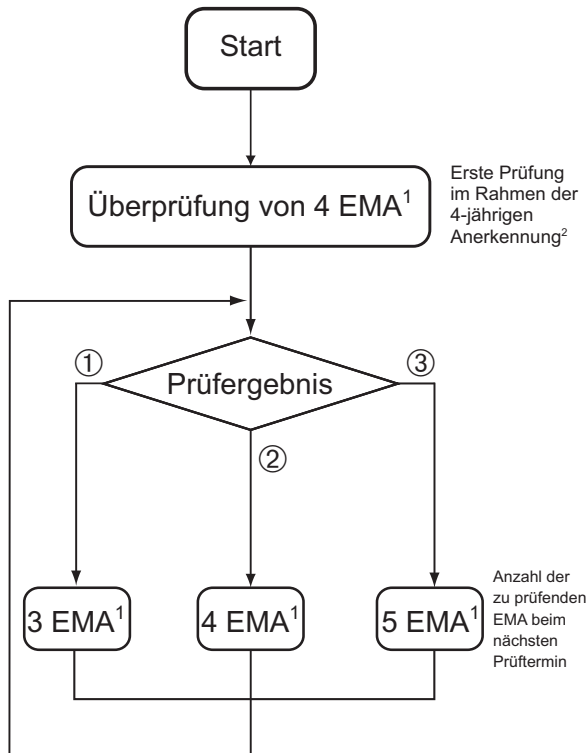 Start
Überprüfung von 4 EMA¹
Erste Prüfung
im Rahmen der
4-jährigen
Anerkennung²
① ③
Prüfergebnis
②
3 EMA¹ 4 EMA¹ 5 EMA¹
Anzahl der
zu prüfenden
EMA beim
nächsten
Prüftermin